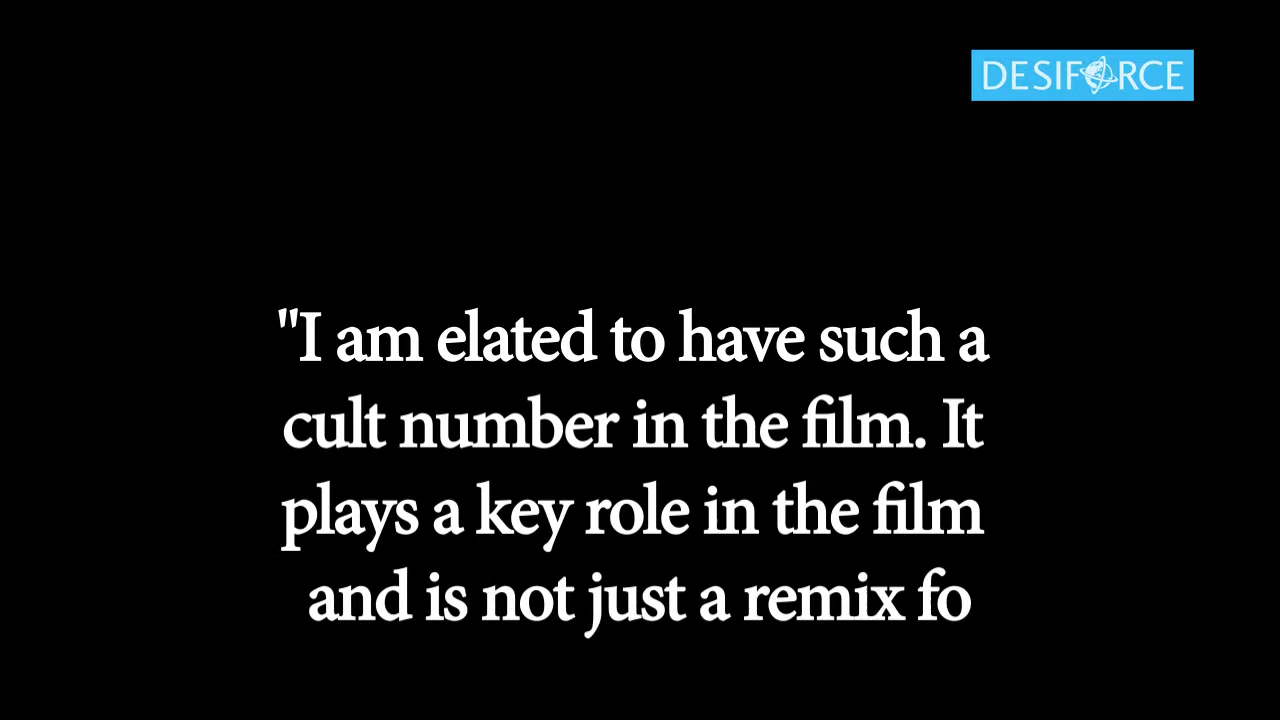 DESIFORCE
"I am elated to have such a
cult number in the film. It
plays a key role in the film
and is not just a remix fo